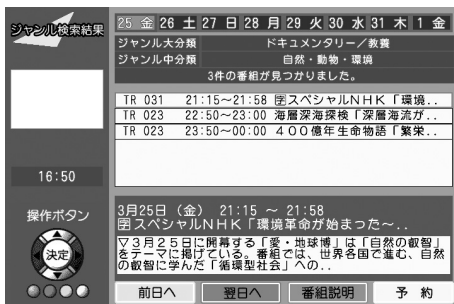 ジャンル検索結果
25 金 26 土 27 日 28 月 29 火 30 水 31 木 1 金
ジャンル大分類 ドキュメンタリー／教養
ジャンル中分類 自然・動物・環境
3件の番組が見つかりました。
TR 031 21:15～21:58 字スペシャルNHK「環境..
TR 023 22:50～23:00 海層深海探検「深層海流が..
TR 023 23:50～00:00 400億年生命物語「繁栄..
16:50
操作ボタン
決定
3月25日（金） 21:15 ～ 21:58
字スペシャルNHK「環境革命が始まった～..
▽3月25日に開幕する「愛・地球博」は「自然の叡智」
をテーマに掲げている。番組では、世界各国で進む、自然
の叡智に学んだ「循環型社会」への..
前日へ 翌日へ 番組説明 予 約